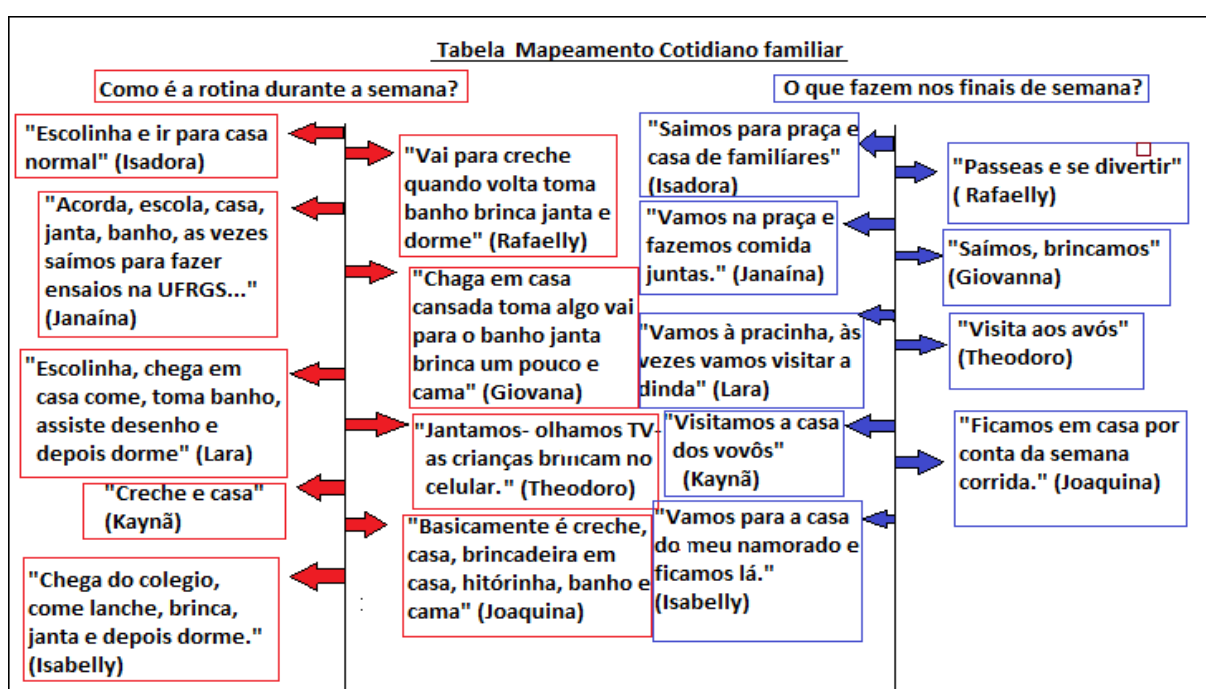 Tabela Mapeamento Cotidiano familiar
Como é a rotina durante a semana?
"Escolinha e ir para casa
normal" (Isadora)
"Vai para creche
quando volta toma
banho brinca janta e
dorme" (Rafaelly)
"Acorda, escola, casa,
janta, banho, as vezes
saímos para fazer
ensaios na UFRGS..."
(Janaína)
"Chaga em casa
cansada toma algo vai
para o banho janta
brinca um pouco e
cama" (Giovana)
"Escolinha, chega em
casa come, toma banho,
assiste desenho e
depois dorme" (Lara)
"Jantamos- olhamos TV-
as crianças brincam no
celular." (Theodoro)
"Creche e casa"
(Kaynã)
"Basicamente é creche,
casa, brincadeira em
casa, hitórinha, banho e
cama" (Joaquina)
"Chega do colegio,
come lanche, brinca,
janta e depois dorme."
(Isabelly)
:
O que fazem nos finais de semana?
"Saimos para praça e
casa de familíares"
(Isadora)
"Passeas e se divertir"
( Rafaelly)
"Vamos na praça e
fazemos comida
juntas." (Janaína)
"Saímos, brincamos"
(Giovanna)
"Vamos à pracinha, às
vezes vamos visitar a
dinda" (Lara)
"Visita aos avós"
(Theodoro)
"Visitamos a casa
dos vovôs"
(Kaynã)
"Ficamos em casa por
conta da semana
corrida." (Joaquina)
"Vamos para a casa
do meu namorado e
ficamos lá."
(Isabelly)